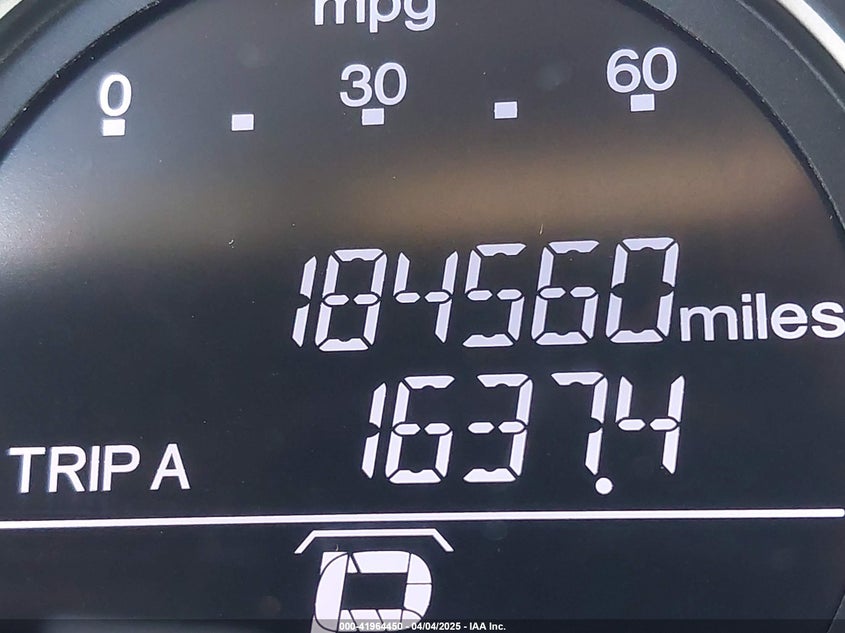 mpg
0 30 60
184560 miles
TRIP A 1637.4
P
000-41964450 - 04/04/2025 - IAA Inc.